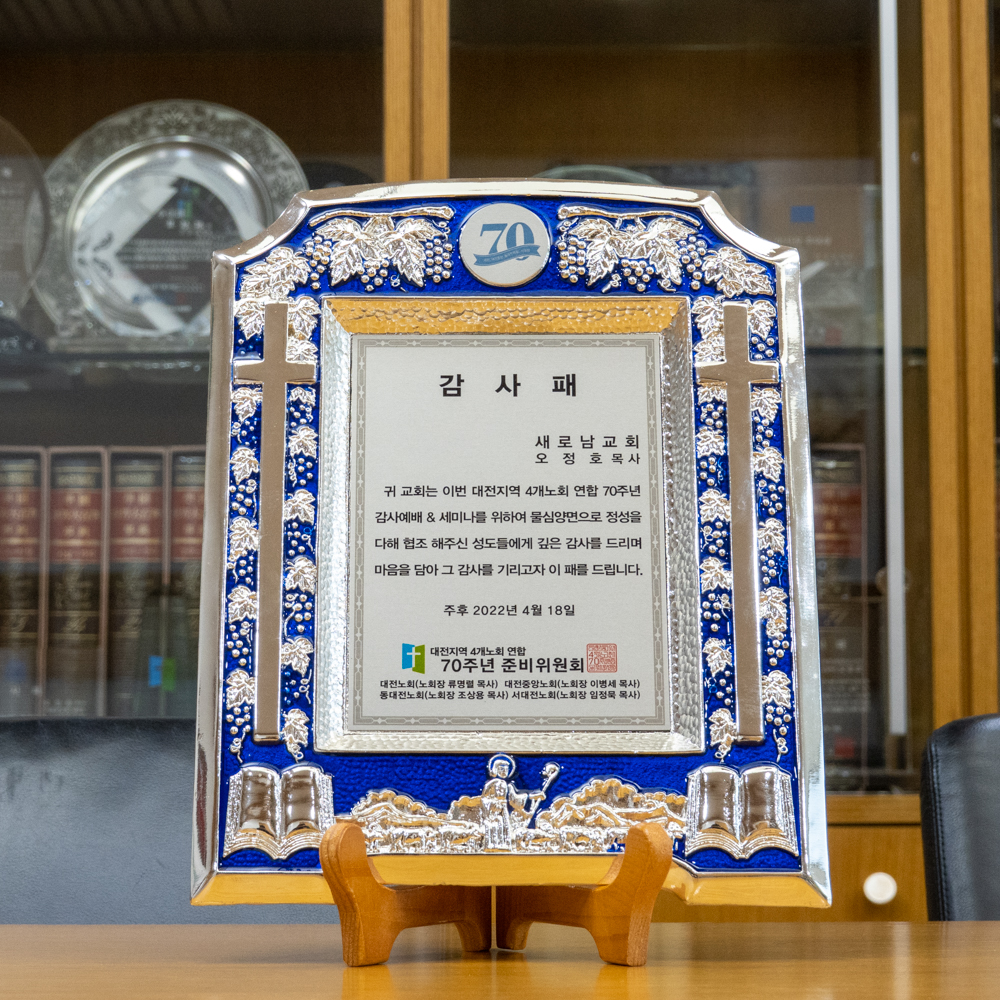 70
감 사 패
새로남교회
오 정 호 목사
귀 교회는 이번 대전지역 4개노회 연합 70주년
감사예배 & 세미나를 위하여 물심양면으로 정성을
다해 협조 해주신 성도들에게 깊은 감사를 드리며
마음을 담아 그 감사를 기리고자 이 패를 드립니다.
주후 2022년 4월 18일
대전지역 4개노회 연합
70주년 준비위원회
대전노회(노회장 류명렬 목사) 대전중앙노회(노회장 이병세 목사)
동대전노회(노회장 조상용 목사) 서대전노회(노회장 임정묵 목사)